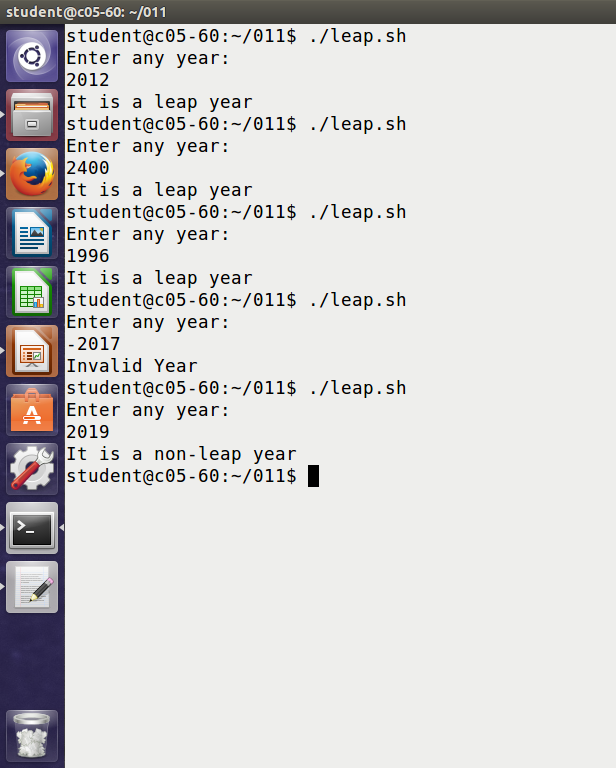 student@c05-60: ~/011
student@c05-60:~/011$ ./leap.sh
Enter any year:
2012
It is a leap year
student@c05-60:~/011$ ./leap.sh
Enter any year:
2400
It is a leap year
student@c05-60:~/011$ ./leap.sh
Enter any year:
1996
It is a leap year
student@c05-60:~/011$ ./leap.sh
Enter any year:
-2017
Invalid Year
student@c05-60:~/011$ ./leap.sh
Enter any year:
2019
It is a non-leap year
student@c05-60:~/011$